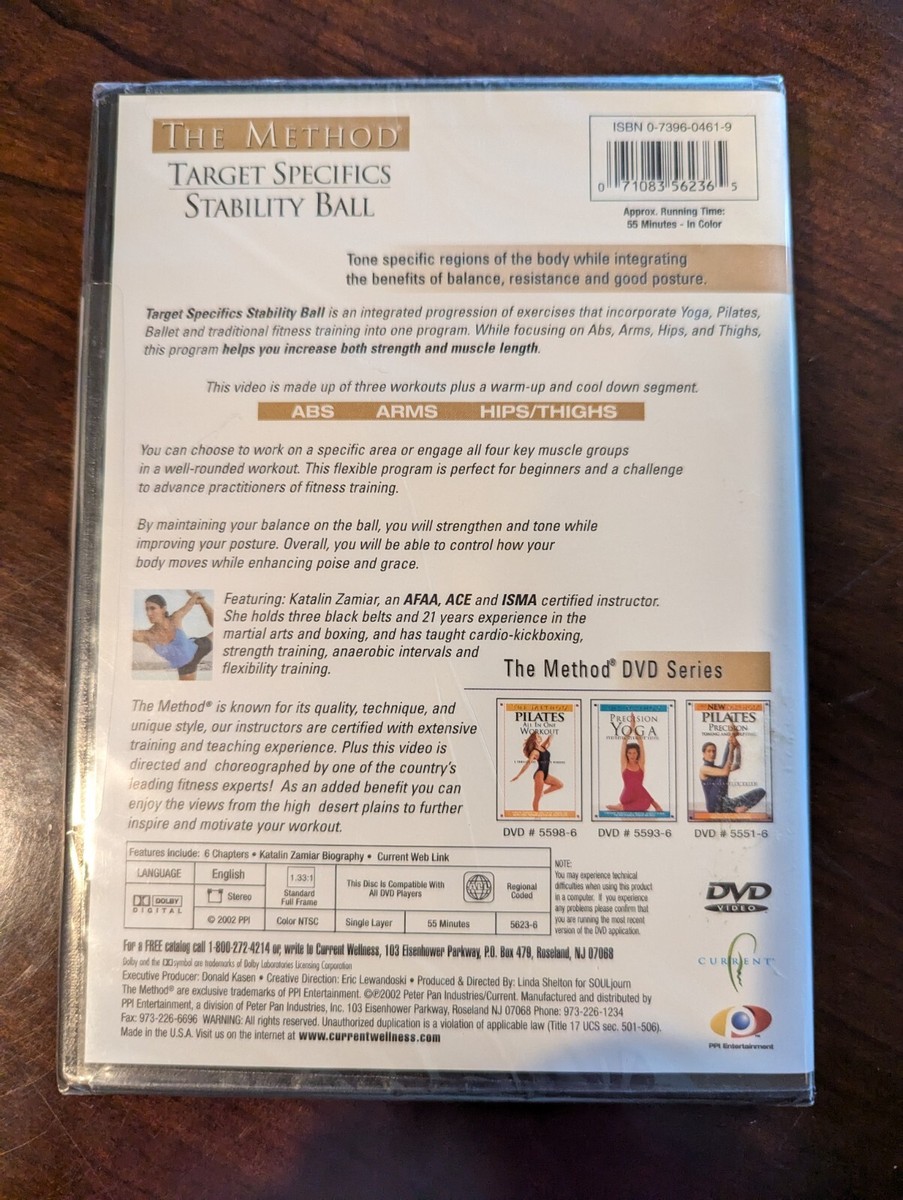 THE METHOD®
TARGET SPECIFICS
STABILITY BALL
ISBN 0-7396-0461-9
0 71083 56236 5
Approx. Running Time:
55 Minutes - In Color
Tone specific regions of the body while integrating
the benefits of balance, resistance and good posture.
Target Specifics Stability Ball is an integrated progression of exercises that incorporate Yoga, Pilates,
Ballet and traditional fitness training into one program. While focusing on Abs, Arms, Hips, and Thighs,
this program helps you increase both strength and muscle length.
This video is made up of three workouts plus a warm-up and cool down segment.
ABS ARMS HIPS/THIGHS
You can choose to work on a specific area or engage all four key muscle groups
in a well-rounded workout. This flexible program is perfect for beginners and a challenge
to advance practitioners of fitness training.
By maintaining your balance on the ball, you will strengthen and tone while
improving your posture. Overall, you will be able to control how your
body moves while enhancing poise and grace.
Featuring: Katalin Zamiar, an AFAA, ACE and ISMA certified instructor.
She holds three black belts and 21 years experience in the
martial arts and boxing, and has taught cardio-kickboxing,
strength training, anaerobic intervals and
flexibility training.
The Method® is known for its quality, technique, and
unique style, our instructors are certified with extensive
training and teaching experience. Plus this video is
directed and choreographed by one of the country's
leading fitness experts! As an added benefit you can
enjoy the views from the high desert plains to further
inspire and motivate your workout.
The Method® DVD Series
PILATES
ALL IN ONE
WORKOUT
PRECISION
YOGA
NEW
PILATES
PRECISION
DVD # 5598-6 DVD # 5593-6 DVD # 5551-6
Features Include: 6 Chapters • Katalin Zamiar Biography • Current Web Link
LANGUAGE English
1.33:1
Standard
Full Frame
This Disc Is Compatible With
All DVD Players
Regional
Coded
DOLBY
DIGITAL
Stereo
© 2002 PPI Color NTSC Single Layer 55 Minutes 5623-6
NOTE:
You may experience technical
difficulties when using this product
in a computer. If you experience
any problems please confirm that
you are running the most recent
version of the DVD application.
DVD
VIDEO
CURRENT
PPI Entertainment
For a FREE catalog call 1-800-272-4214 or, write to Current Wellness, 103 Eisenhower Parkway, P.O. Box 479, Roseland, NJ 07068
Dolby and the symbol are trademarks of Dolby Laboratories Licensing Corporation
Executive Producer: Donald Kasen • Creative Direction: Eric Lewandoski • Produced & Directed By: Linda Shelton for SOULjourn
The Method® are exclusive trademarks of PPI Entertainment. ©℗2002 Peter Pan Industries/Current. Manufactured and distributed by
PPI Entertainment, a division of Peter Pan Industries, Inc. 103 Eisenhower Parkway, Roseland NJ 07068 Phone: 973-226-1234
Fax: 973-226-6696 WARNING: All rights reserved. Unauthorized duplication is a violation of applicable law (Title 17 UCS sec. 501-506).
Made in the U.S.A. Visit us on the internet at www.currentwellness.com